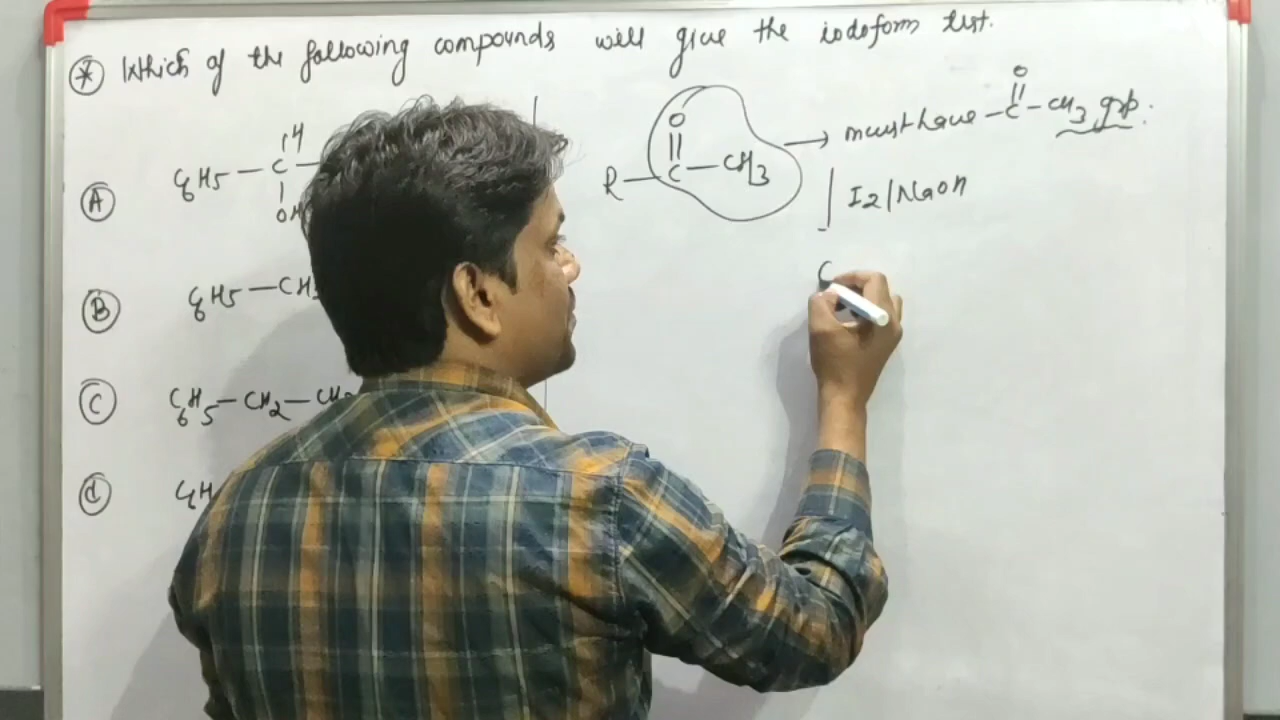 * Which of the following compounds will give the iodoform test.
A C6H5 — C —
H
OH
B C6H5 — CH3
C C6H5 — CH2 — CH
d C6H
O
R — C — CH3 → must have — C — CH3 grp.
O
I2/NaOH
C